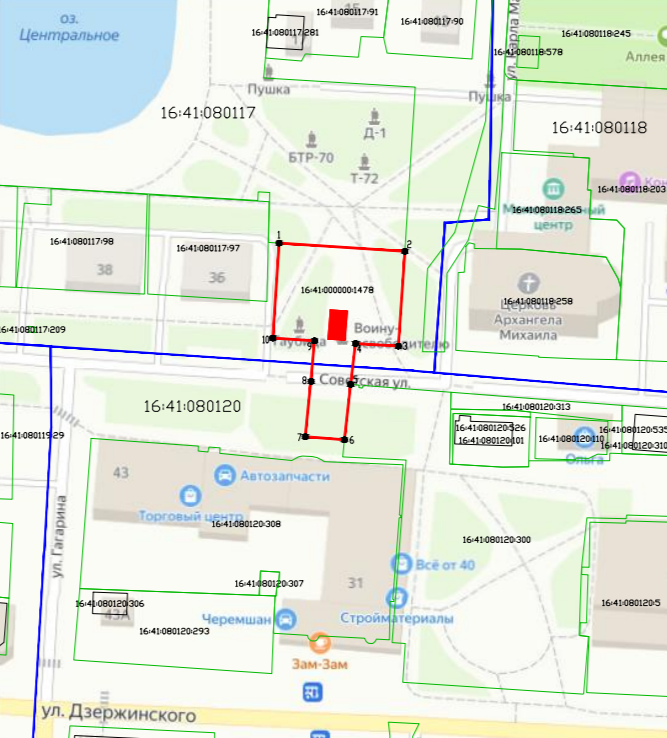 оз.
Центральное
16:41:080117:91
16:41:080117:90
16:41:080117:281
16:41:080118:245
16:41:080118:578
Аллея
Пушка
Пушка
16:41:080117
Д-1
16:41:080118
БТР-70
Т-72
16:41:080118:203
16:41:080118:265
центр
1
2
16:41:080117:98
16:41:080117:97
38
36
16:41:000000:1478
16:41:080118:258
Церковь
Архангела
Михаила
16:41:080117:209
10
9
Гаубица
Воину-
освободителю
4
3
8
Советская ул.
5
16:41:080120
16:41:080120:313
16:41:080119:29
16:41:080120:526
16:41:080120:101
16:41:080120:110
16:41:080120:535
16:41:080120:310
Ольга
7
6
43
Автозапчасти
Торговый центр
16:41:080120:308
16:41:080120:300
ул. Гагарина
Всё от 40
16:41:080120:307
31
16:41:080120:306
43А
16:41:080120:5
Черемшан
Стройматериалы
16:41:080120:293
Зам-Зам
ул. Дзержинского